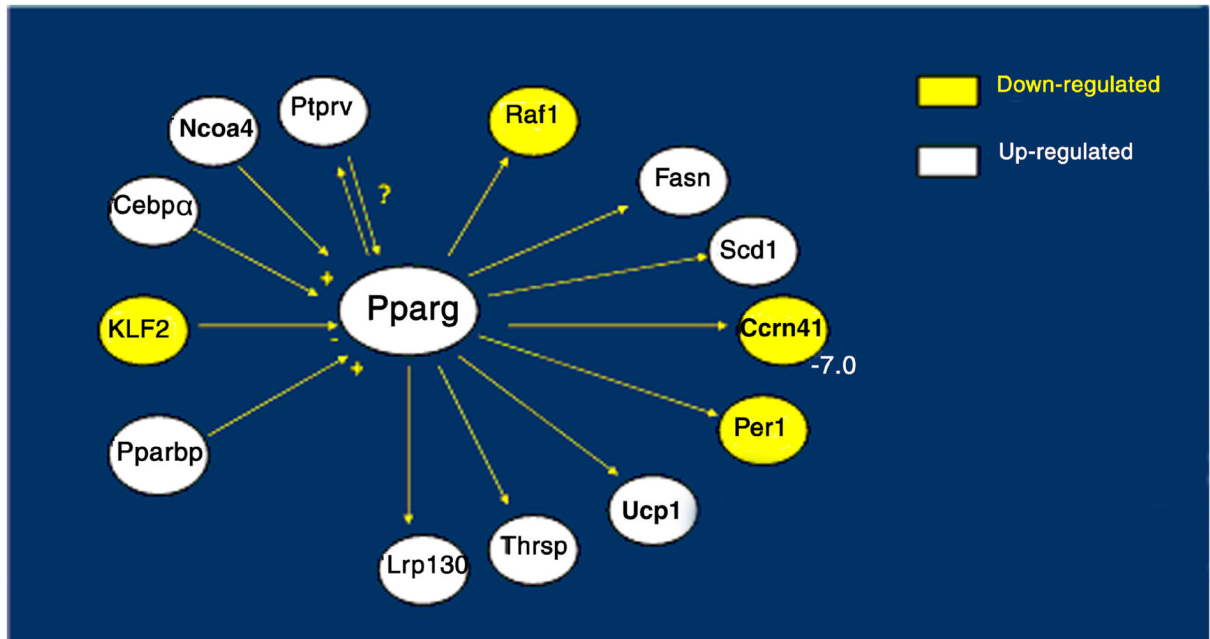 Down-regulated
Up-regulated
Ptprv
Ncoa4
Raf1
Fasn
Cebpα
?
Scd1
+
Pparg
KLF2
-
Ccrn41
-7.0
+
Per1
Pparbp
Ucp1
Thrsp
Lrp130